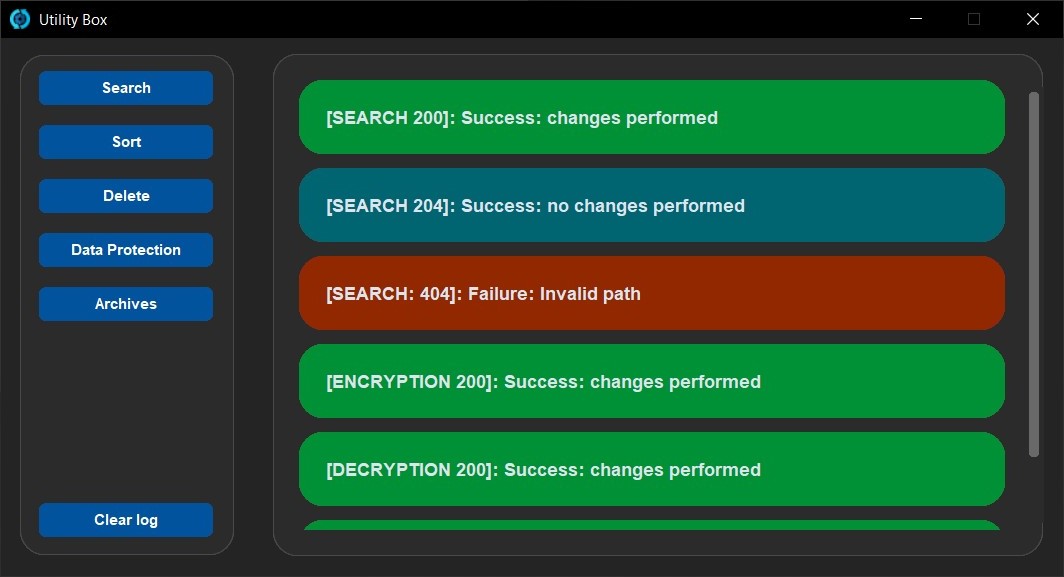 Utility Box
Search
Sort
Delete
Data Protection
Archives
Clear log
[SEARCH 200]: Success: changes performed
[SEARCH 204]: Success: no changes performed
[SEARCH: 404]: Failure: Invalid path
[ENCRYPTION 200]: Success: changes performed
[DECRYPTION 200]: Success: changes performed